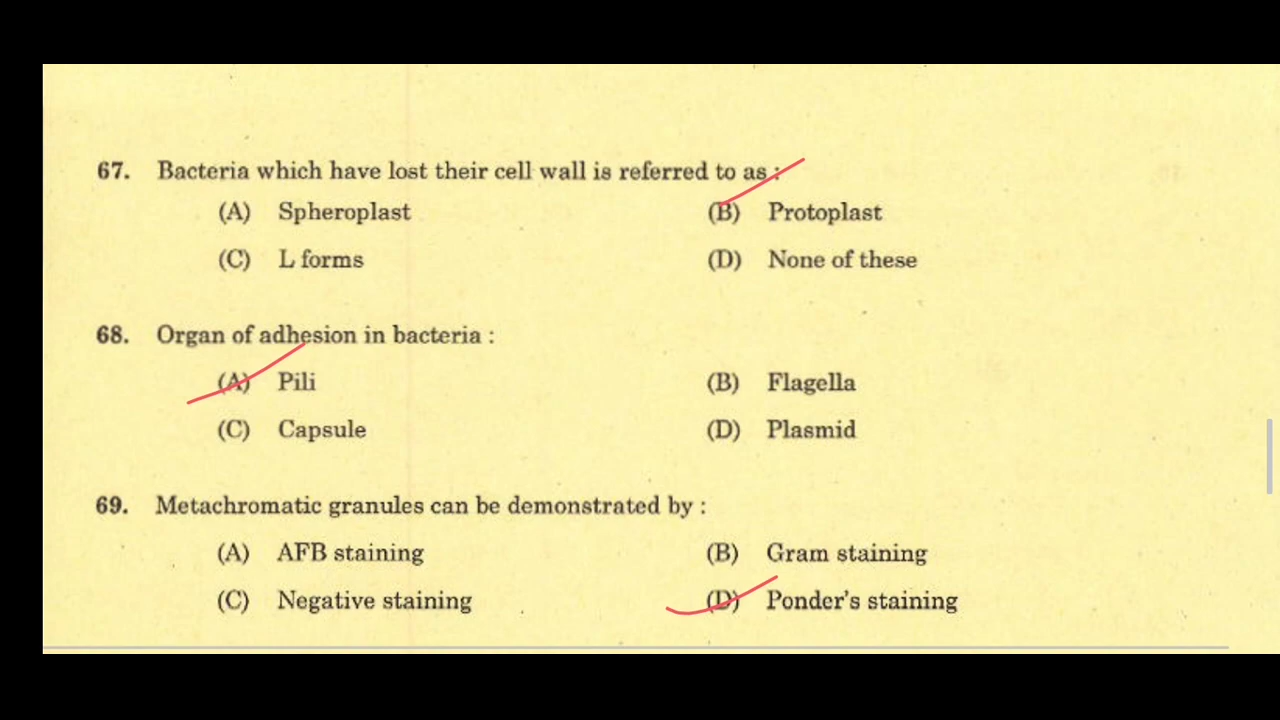 67. Bacteria which have lost their cell wall is referred to as :
(A) Spheroplast (B) Protoplast
(C) L forms (D) None of these
68. Organ of adhesion in bacteria :
(A) Pili (B) Flagella
(C) Capsule (D) Plasmid
69. Metachromatic granules can be demonstrated by :
(A) AFB staining (B) Gram staining
(C) Negative staining (D) Ponder's staining